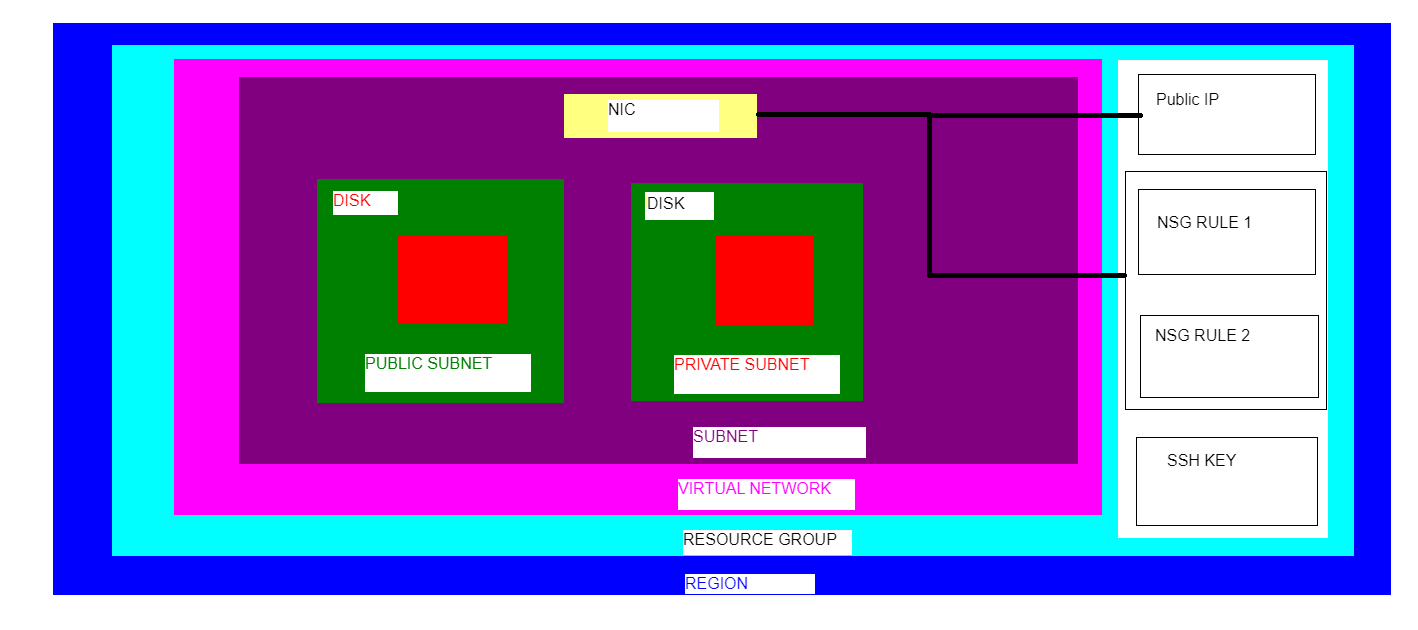 NIC
Public IP
DISK
DISK
NSG RULE 1
NSG RULE 2
PUBLIC SUBNET
PRIVATE SUBNET
SUBNET
SSH KEY
VIRTUAL NETWORK
RESOURCE GROUP
REGION